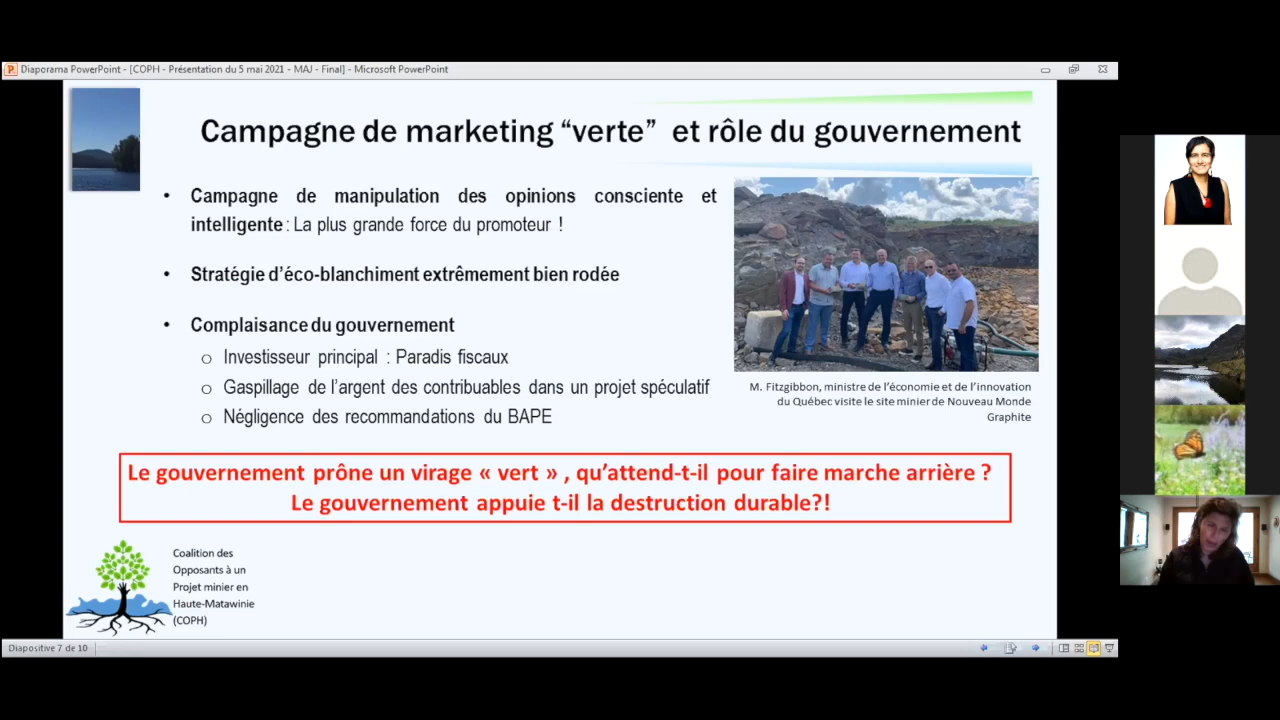 Diaporama PowerPoint - [COPH - Présentation du 5 mai 2021 - MAJ - Final] - Microsoft PowerPoint
Campagne de marketing “verte” et rôle du gouvernement
• Campagne de manipulation des opinions consciente et
intelligente : La plus grande force du promoteur !
• Stratégie d’éco-blanchiment extrêmement bien rodée
• Complaisance du gouvernement
o Investisseur principal : Paradis fiscaux
o Gaspillage de l’argent des contribuables dans un projet spéculatif
o Négligence des recommandations du BAPE
M. Fitzgibbon, ministre de l’économie et de l’innovation
du Québec visite le site minier de Nouveau Monde
Graphite
Le gouvernement prône un virage « vert » , qu’attend-t-il pour faire marche arrière ?
Le gouvernement appuie t-il la destruction durable?!
Coalition des
Opposants à un
Projet minier en
Haute-Matawinie
(COPH)
Diapositive 7 de 10